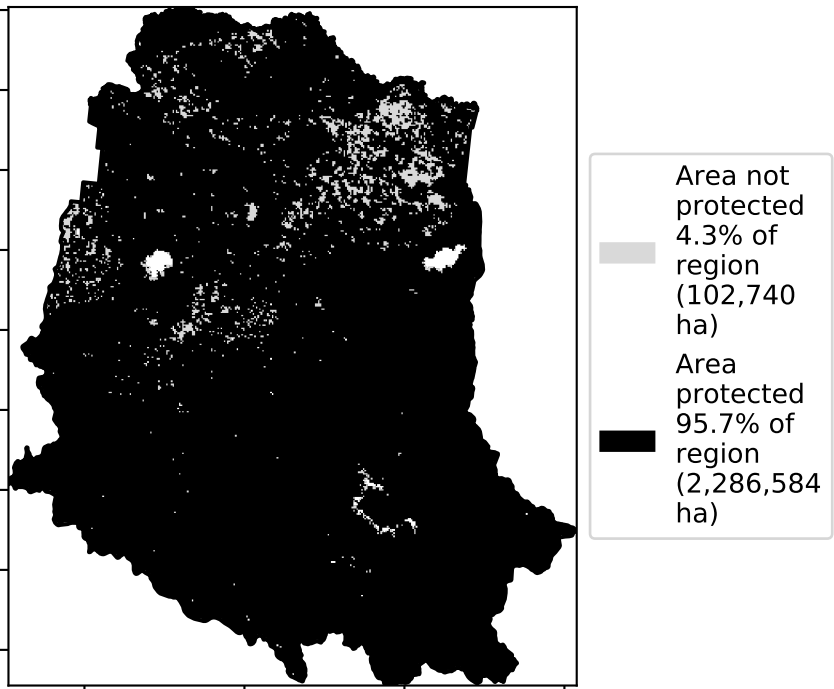 Area not
protected
4.3% of
region
(102,740
ha)
Area
protected
95.7% of
region
(2,286,584
ha)